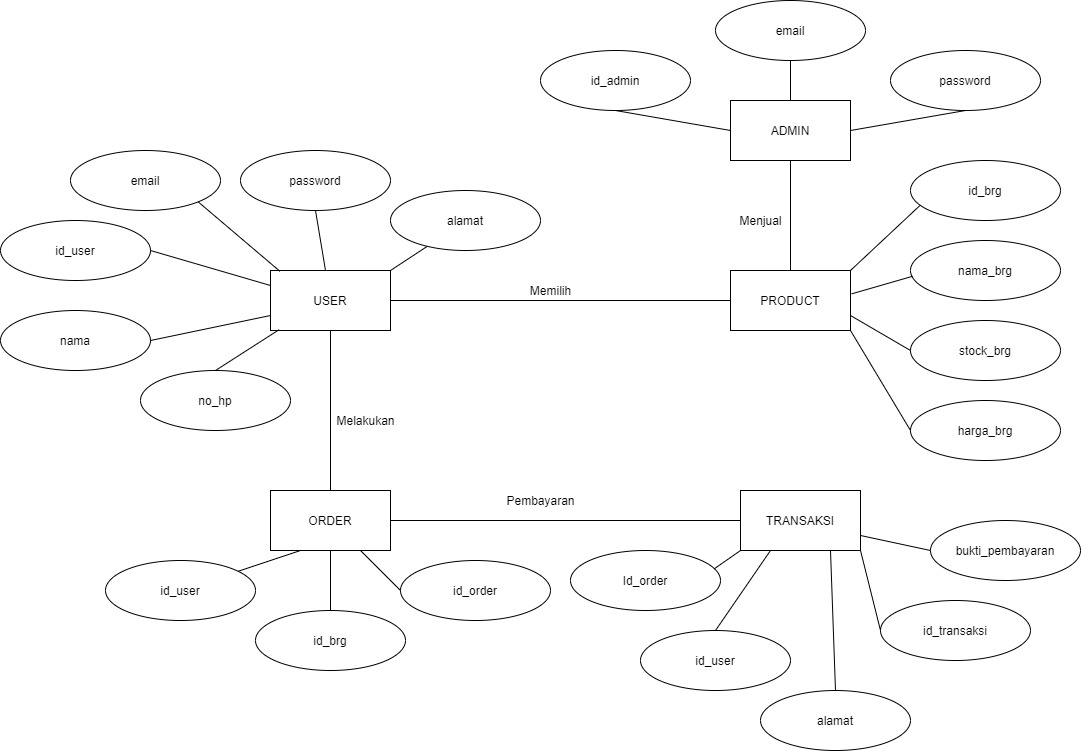 email
id_admin
password
ADMIN
email
password
id_brg
alamat
Menjual
id_user
nama_brg
Memilih
USER
PRODUCT
nama
stock_brg
no_hp
Melakukan
harga_brg
Pembayaran
ORDER
TRANSAKSI
bukti_pembayaran
id_user
id_order
Id_order
id_brg
id_transaksi
id_user
alamat